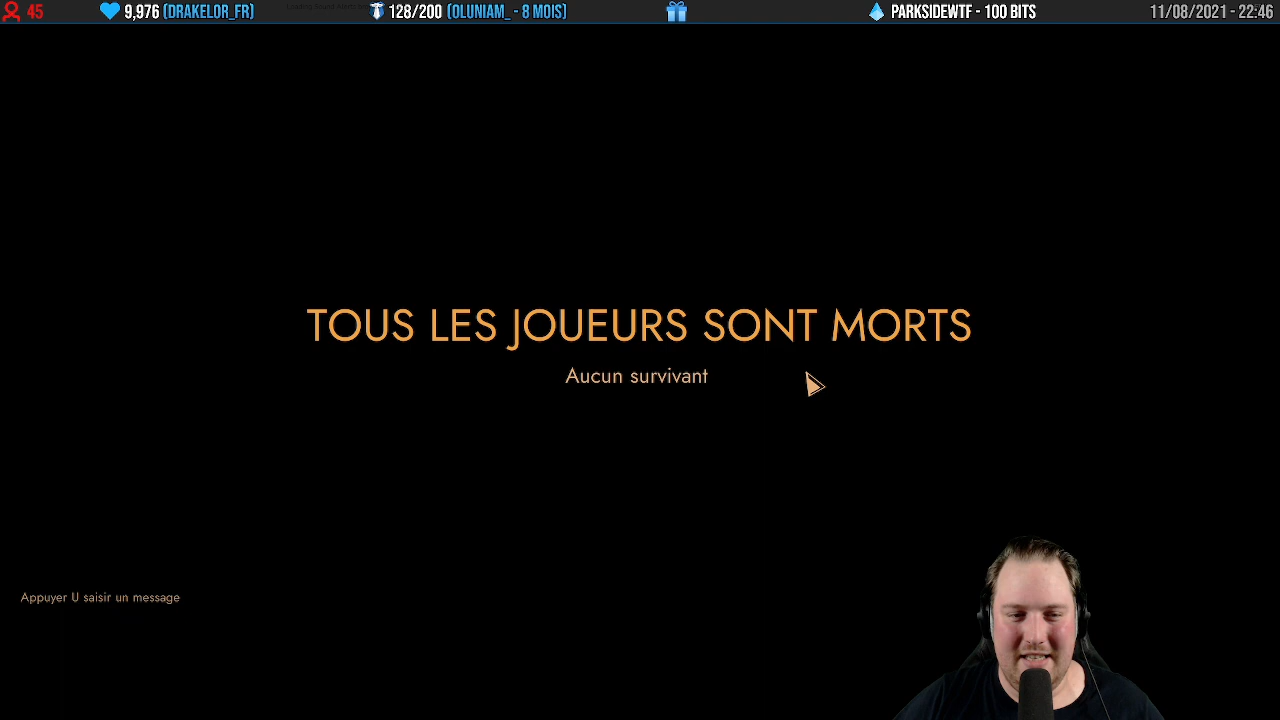 45 9,976 (DRAKELOR_FR) 128/200 (OLUNIAM_ - 8 MOIS) PARKSIDEWTF - 100 BITS 11/08/2021 - 22:46
TOUS LES JOUEURS SONT MORTS
Aucun survivant
Appuyer U saisir un message